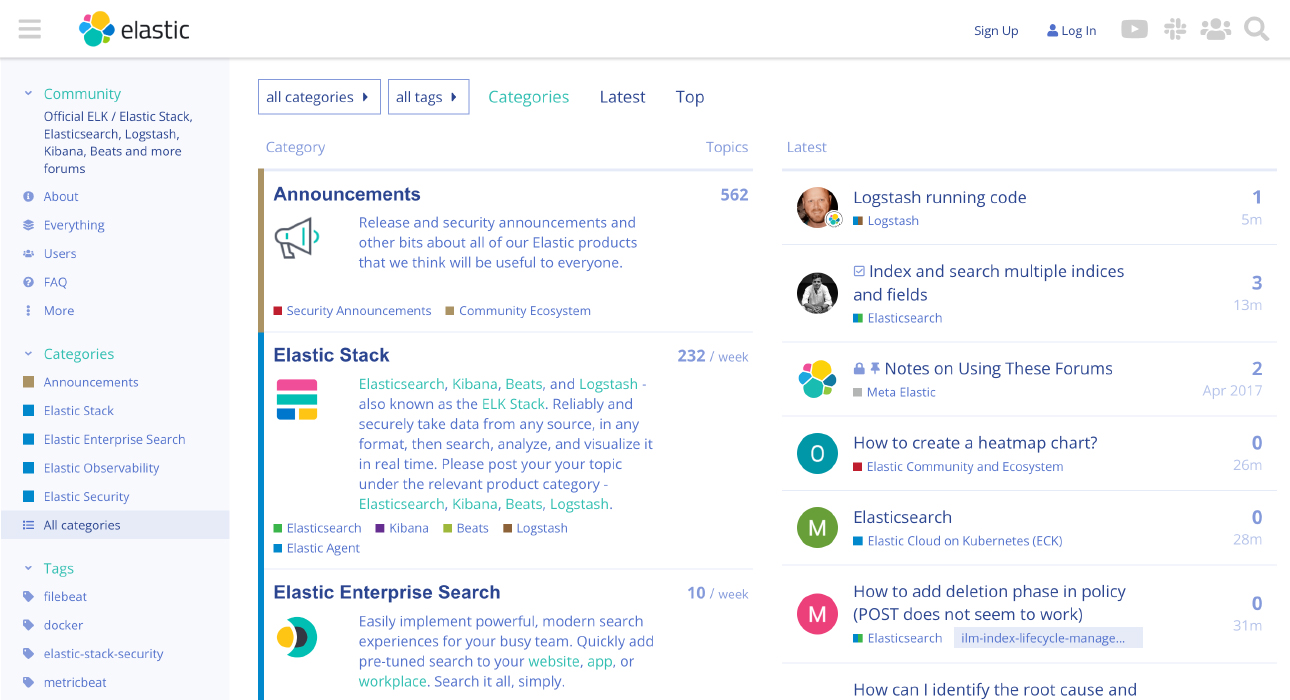 elastic
Sign Up
Log In
Community
Official ELK / Elastic Stack,
Elasticsearch, Logstash,
Kibana, Beats and more
forums
About
Everything
Users
FAQ
More
Categories
Announcements
Elastic Stack
Elastic Enterprise Search
Elastic Observability
Elastic Security
All categories
Tags
filebeat
docker
elastic-stack-security
metricbeat
all categories
all tags
Categories
Latest
Top
Category Topics
Announcements 562
Release and security announcements and
other bits about all of our Elastic products
that we think will be useful to everyone.
Security Announcements Community Ecosystem
Elastic Stack 232 / week
Elasticsearch, Kibana, Beats, and Logstash -
also known as the ELK Stack. Reliably and
securely take data from any source, in any
format, then search, analyze, and visualize it
in real time. Please post your your topic
under the relevant product category -
Elasticsearch, Kibana, Beats, Logstash.
Elasticsearch Kibana Beats Logstash
Elastic Agent
Elastic Enterprise Search 10 / week
Easily implement powerful, modern search
experiences for your busy team. Quickly add
pre-tuned search to your website, app, or
workplace. Search it all, simply.
Latest
Logstash running code 1
Logstash 5m
Index and search multiple indices
and fields 3
Elasticsearch 13m
Notes on Using These Forums 2
Meta Elastic Apr 2017
O
How to create a heatmap chart? 0
Elastic Community and Ecosystem 26m
M
Elasticsearch 0
Elastic Cloud on Kubernetes (ECK) 28m
M
How to add deletion phase in policy
(POST does not seem to work) 0
Elasticsearch ilm-index-lifecycle-manage... 31m
How can I identify the root cause and